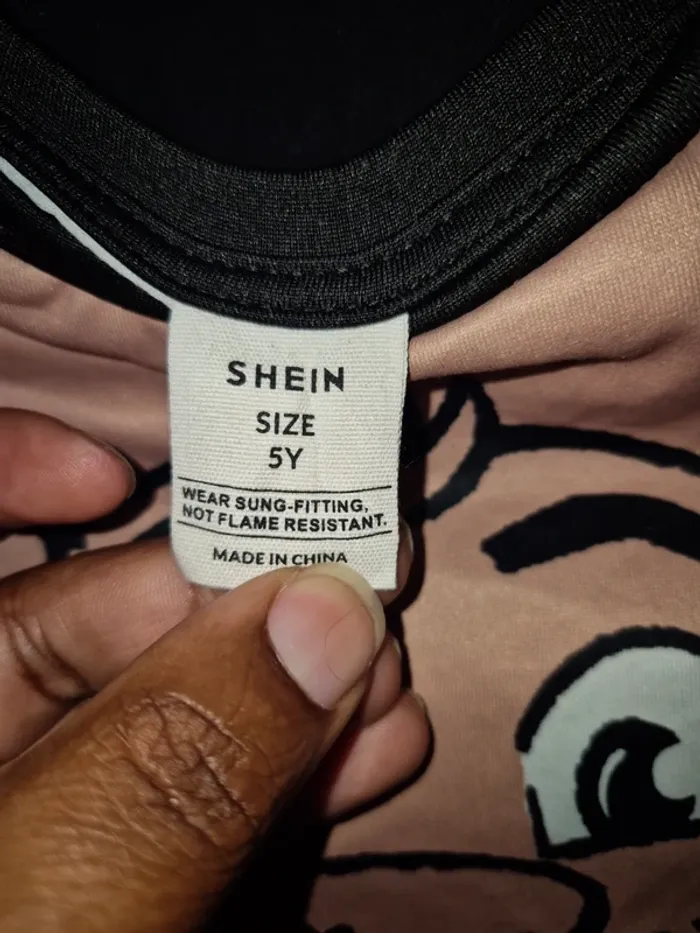 SHEIN
SIZE
5Y
WEAR SUNG-FITTING,
NOT FLAME RESISTANT.
MADE IN CHINA